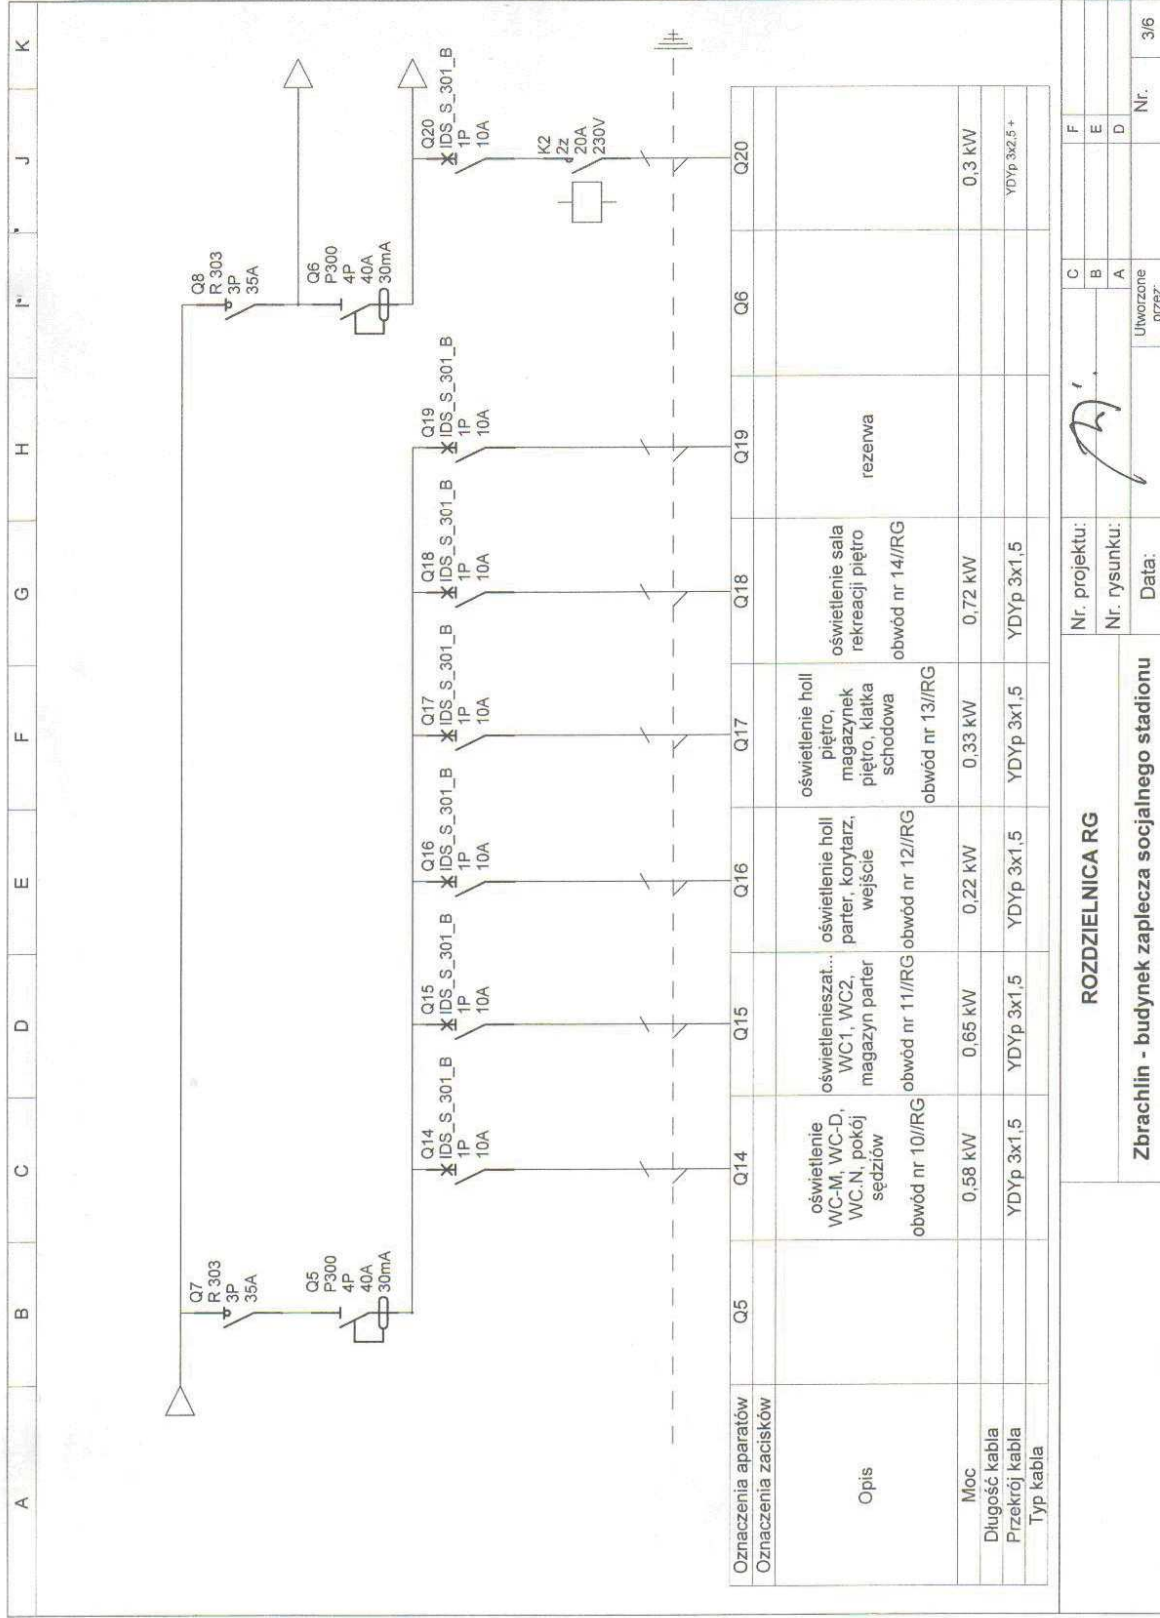 A B C D E F G H I" J K
Q7
R 303
3P
35A
Q8
R 303
3P
35A
Q5
P300
4P
40A
30mA
Q6
P300
4P
40A
30mA
Q14
IDS_S_301_B
1P
10A
Q15
IDS_S_301_B
1P
10A
Q16
IDS_S_301_B
1P
10A
Q17
IDS_S_301_B
1P
10A
Q18
IDS_S_301_B
1P
10A
Q19
IDS_S_301_B
1P
10A
Q20
IDS_S_301_B
1P
10A
K2
2z
20A
230V
Oznaczenia aparatów Q5 Q14 Q15 Q16 Q17 Q18 Q19 Q6 Q20
Oznaczenia zacisków
Opis
oświetlenie
WC-M, WC-D,
WC.N, pokój
sędziów
obwód nr 10//RG
oświetlenieszat...
WC1, WC2,
magazyn parter
obwód nr 11//RG
oświetlenie holl
parter, korytarz,
wejście
obwód nr 12//RG
oświetlenie holl
piętro,
magazynek
piętro, klatka
schodowa
obwód nr 13//RG
oświetlenie sala
rekreacji piętro
obwód nr 14//RG
rezerwa
Moc 0,58 kW 0,65 kW 0,22 kW 0,33 kW 0,72 kW 0,3 kW
Długość kabla
Przekrój kabla YDYp 3x1,5 YDYp 3x1,5 YDYp 3x1,5 YDYp 3x1,5 YDYp 3x1,5 YDYp 3x2,5 +
Typ kabla
ROZDZIELNICA RG
Zbrachlin - budynek zaplecza socjalnego stadionu
Nr. projektu:
Nr. rysunku:
Data:
C F
B E
A D
Utworzone
przez:
Nr. 3/6